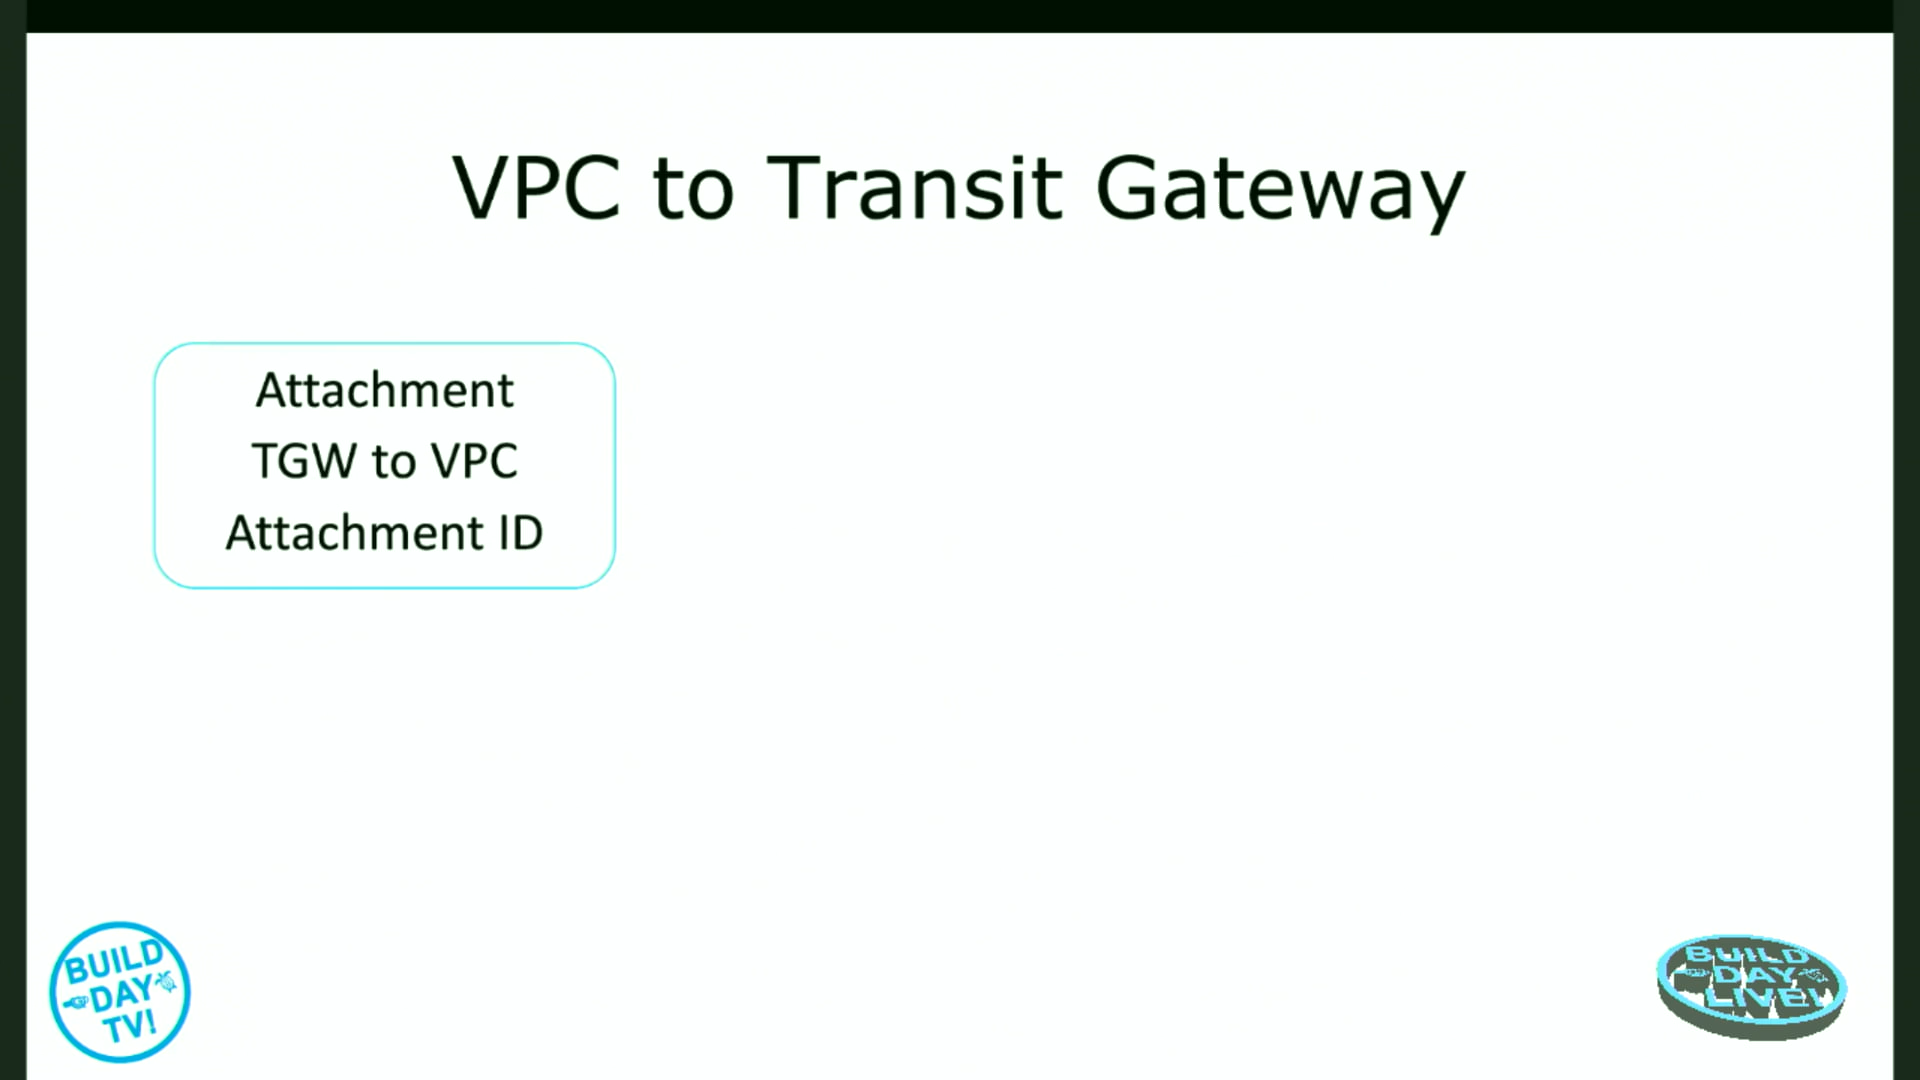 VPC to Transit Gateway
Attachment
TGW to VPC
Attachment ID
BUILD
DAY
TV!
BUILD
DAY
LIVE!